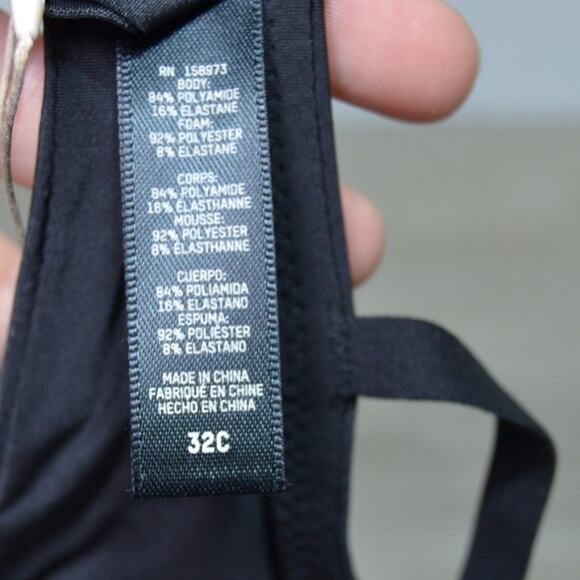 RN 158973
BODY:
84% POLYAMIDE
16% ELASTANE
FOAM:
92% POLYESTER
8% ELASTANE
CORPS:
84% POLYAMIDE
16% ELASTHANNE
MOUSSE:
92% POLYESTER
8% ELASTHANNE
CUERPO:
84% POLIAMIDA
16% ELASTANO
ESPUMA:
92% POLIÉSTER
8% ELASTANO
MADE IN CHINA
FABRIQUÉ EN CHINE
HECHO EN CHINA
32C